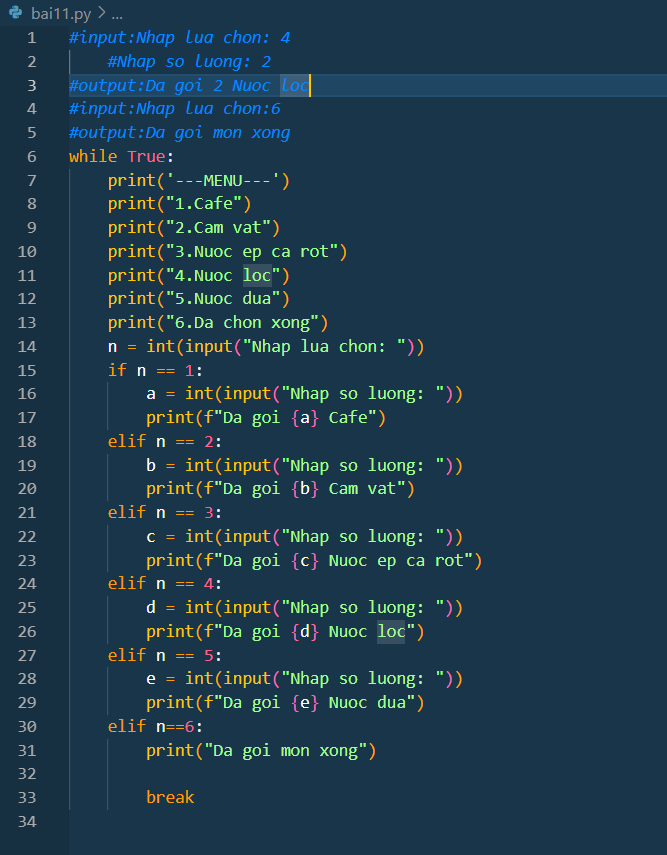 bai11.py > ...
1 #input:Nhap lua chon: 4
2     #Nhap so luong: 2
3 #output:Da goi 2 Nuoc loc
4 #input:Nhap lua chon:6
5 #output:Da goi mon xong
6 while True:
7     print('---MENU---')
8     print("1.Cafe")
9     print("2.Cam vat")
10     print("3.Nuoc ep ca rot")
11     print("4.Nuoc loc")
12     print("5.Nuoc dua")
13     print("6.Da chon xong")
14     n = int(input("Nhap lua chon: "))
15     if n == 1:
16         a = int(input("Nhap so luong: "))
17         print(f"Da goi {a} Cafe")
18     elif n == 2:
19         b = int(input("Nhap so luong: "))
20         print(f"Da goi {b} Cam vat")
21     elif n == 3:
22         c = int(input("Nhap so luong: "))
23         print(f"Da goi {c} Nuoc ep ca rot")
24     elif n == 4:
25         d = int(input("Nhap so luong: "))
26         print(f"Da goi {d} Nuoc loc")
27     elif n == 5:
28         e = int(input("Nhap so luong: "))
29         print(f"Da goi {e} Nuoc dua")
30     elif n==6:
31         print("Da goi mon xong")
32
33         break
34